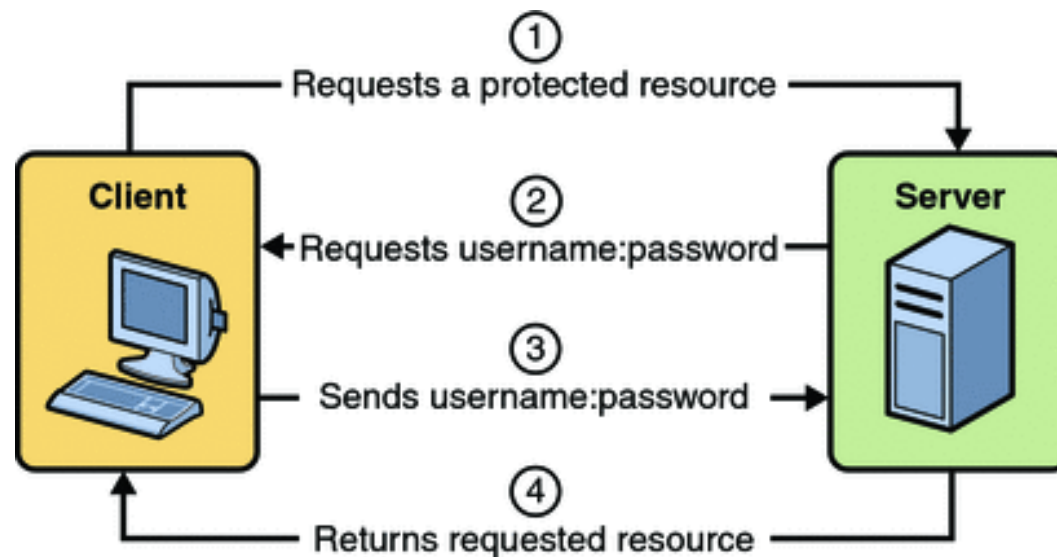 1
Requests a protected resource
Client
Server
2
Requests username:password
3
Sends username:password
4
Returns requested resource